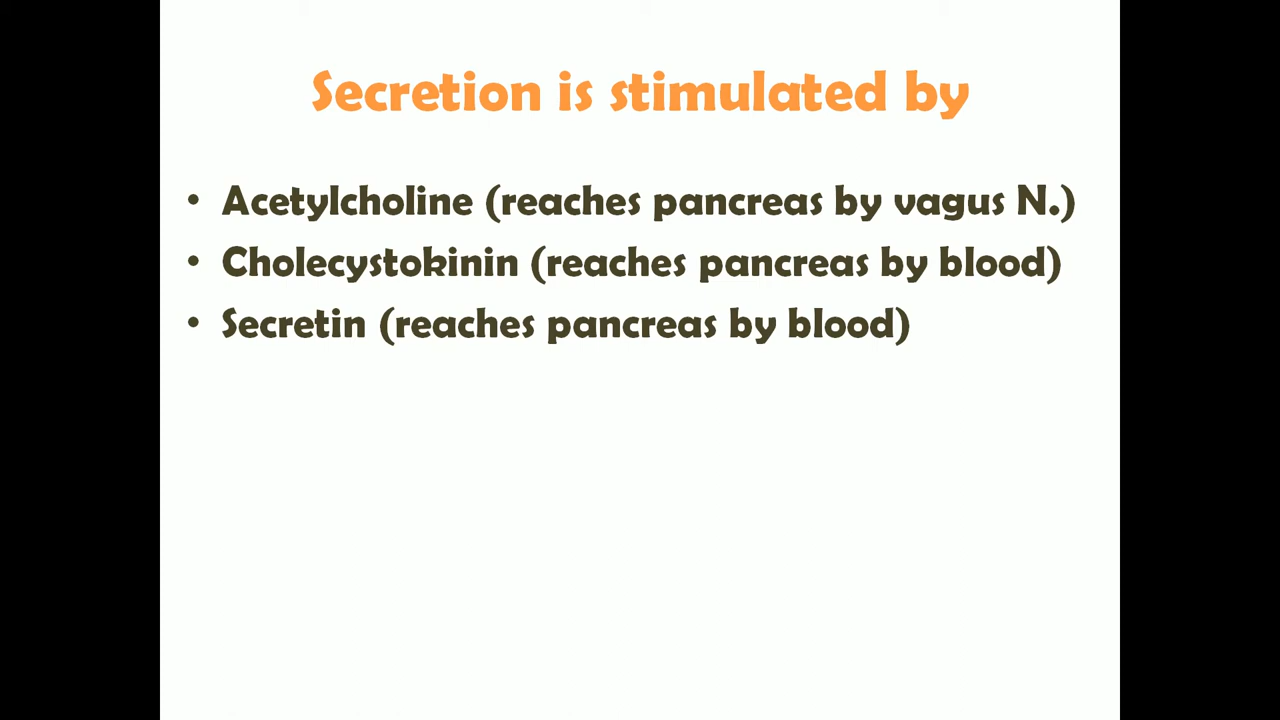 Secretion is stimulated by
• Acetylcholine (reaches pancreas by vagus N.)
• Cholecystokinin (reaches pancreas by blood)
• Secretin (reaches pancreas by blood)